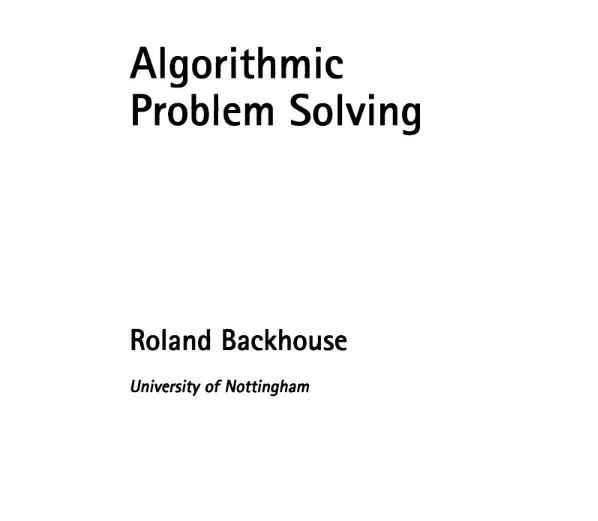 Algorithmic
Problem Solving
Roland Backhouse
University of Nottingham